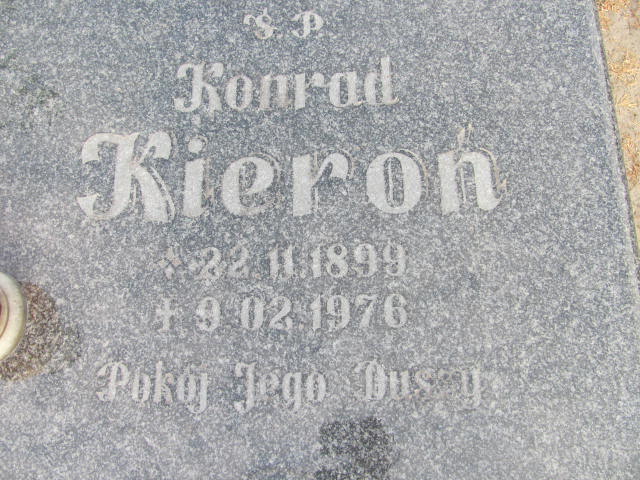 Ś. P.
Konrad
Kieroń
* 22.11.1899
† 9.02.1976
Pokój Jego Duszy